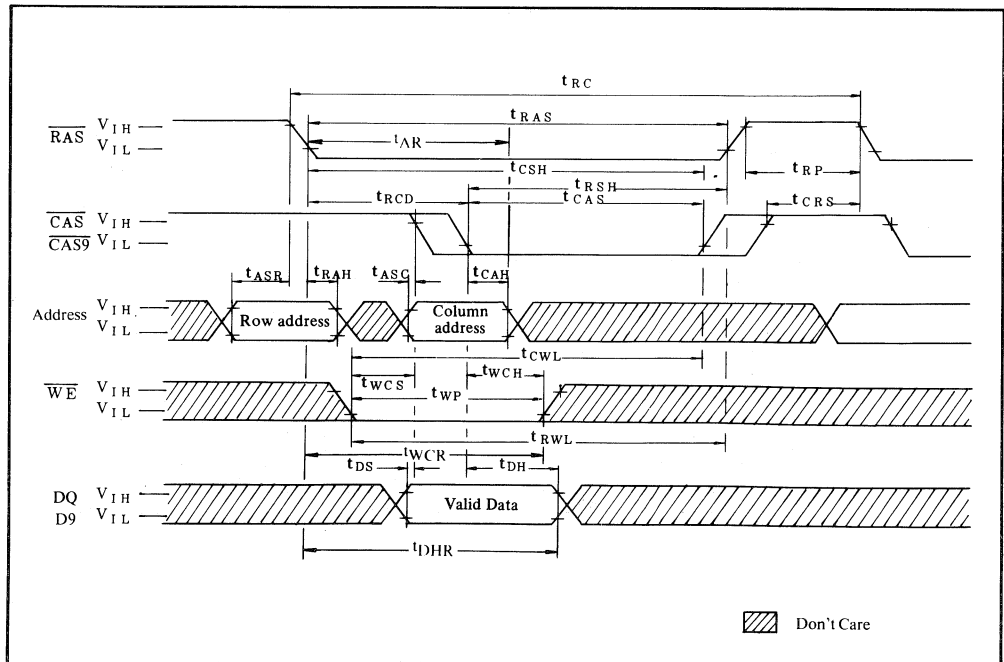 tRC
tRAS
RAS VIH
VIL
tAR
tCSH
tRP
tRSH
tRCD
tCAS
tCRS
CAS VIH
CAS9 VIL
tASR
tRAH
tASC
tCAH
Address VIH
VIL
Row address
Column address
tCWL
tWCS
tWCH
WE VIH
VIL
tWP
tRWL
tWCR
tDS
tDH
DQ VIH
D9 VIL
Valid Data
tDHR
Don't Care